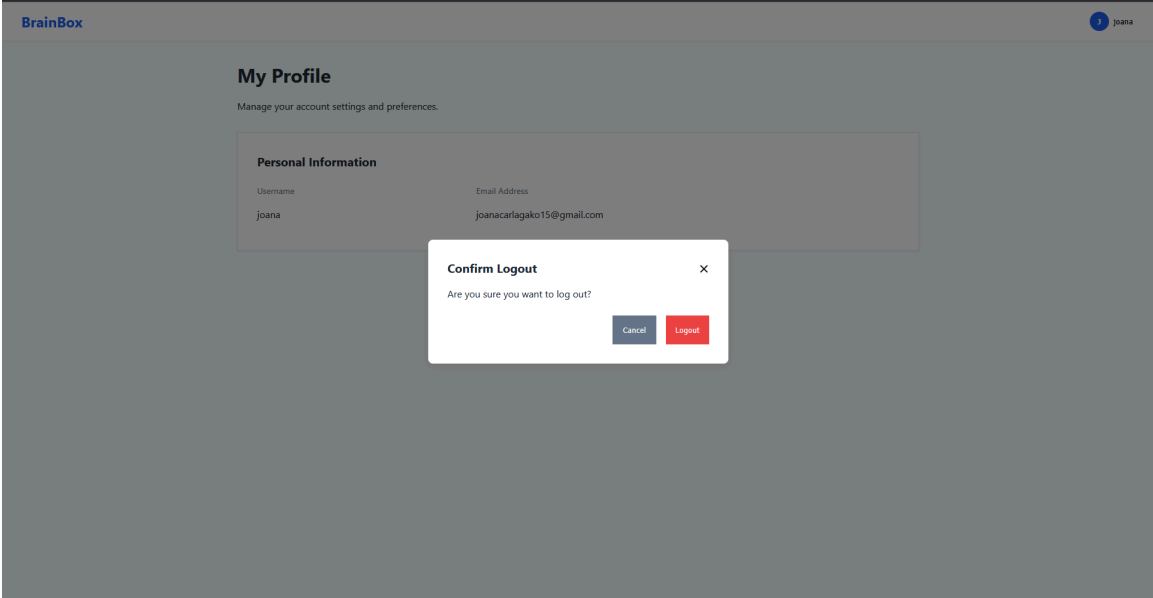 BrainBox
J joana
My Profile
Manage your account settings and preferences.
Personal Information
Username Email Address
joana joanacarlagako15@gmail.com
Confirm Logout ×
Are you sure you want to log out?
Cancel Logout